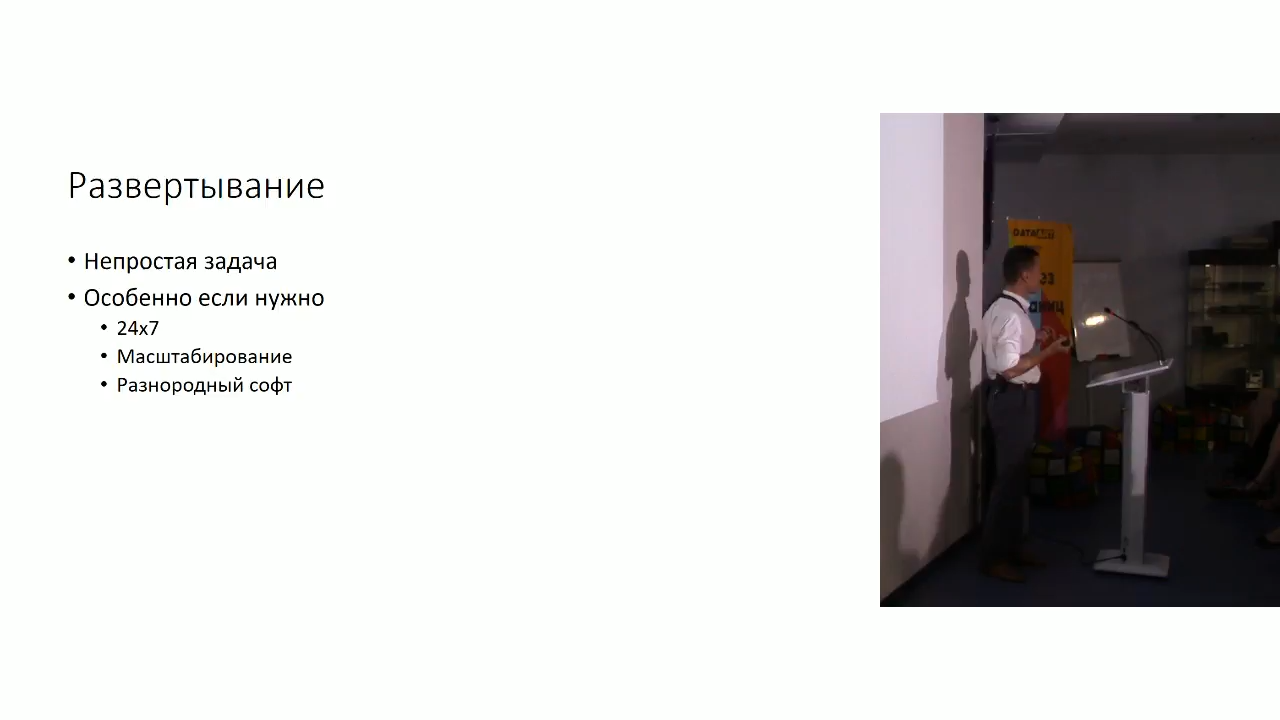 Развертывание
• Непростая задача
• Особенно если нужно
• 24x7
• Масштабирование
• Разнородный софт